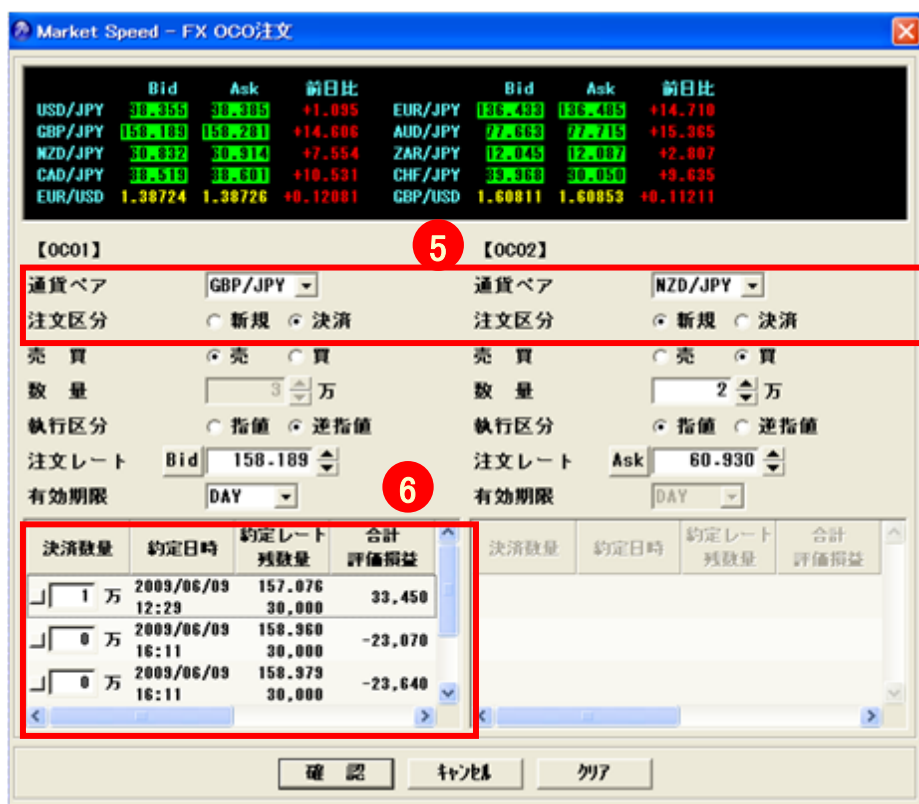 Market Speed – FX OCO注文
Bid Ask 前日比 Bid Ask 前日比
USD/JPY 98.355 98.385 +1.095 EUR/JPY 136.433 136.485 +14.710
GBP/JPY 158.189 158.281 +14.606 AUD/JPY 77.663 77.715 +15.365
NZD/JPY 60.832 60.914 +7.554 ZAR/JPY 12.045 12.087 +2.807
CAD/JPY 88.519 88.601 +10.531 CHF/JPY 89.968 90.050 +9.635
EUR/USD 1.38724 1.38726 +0.12081 GBP/USD 1.60811 1.60853 +0.11211
【OCO1】 5 【OCO2】
通貨ペア GBP/JPY 通貨ペア NZD/JPY
注文区分 新規 決済 注文区分 新規 決済
売 買 売 買 売 買 売 買
数 量 3 万 数 量 2 万
執行区分 指値 逆指値 執行区分 指値 逆指値
注文レート Bid 158.189 注文レート Ask 60.930
有効期限 DAY 6 有効期限 DAY
決済数量 約定日時 約定レート 残数量 合計 評価損益 決済数量 約定日時 約定レート 残数量 合計 評価損益
1 万 2009/06/09 12:29 157.076 30,000 33,450
0 万 2009/06/09 16:11 158.960 30,000 -23,070
0 万 2009/06/09 16:11 158.979 30,000 -23,640
確 認 キャンセル クリア